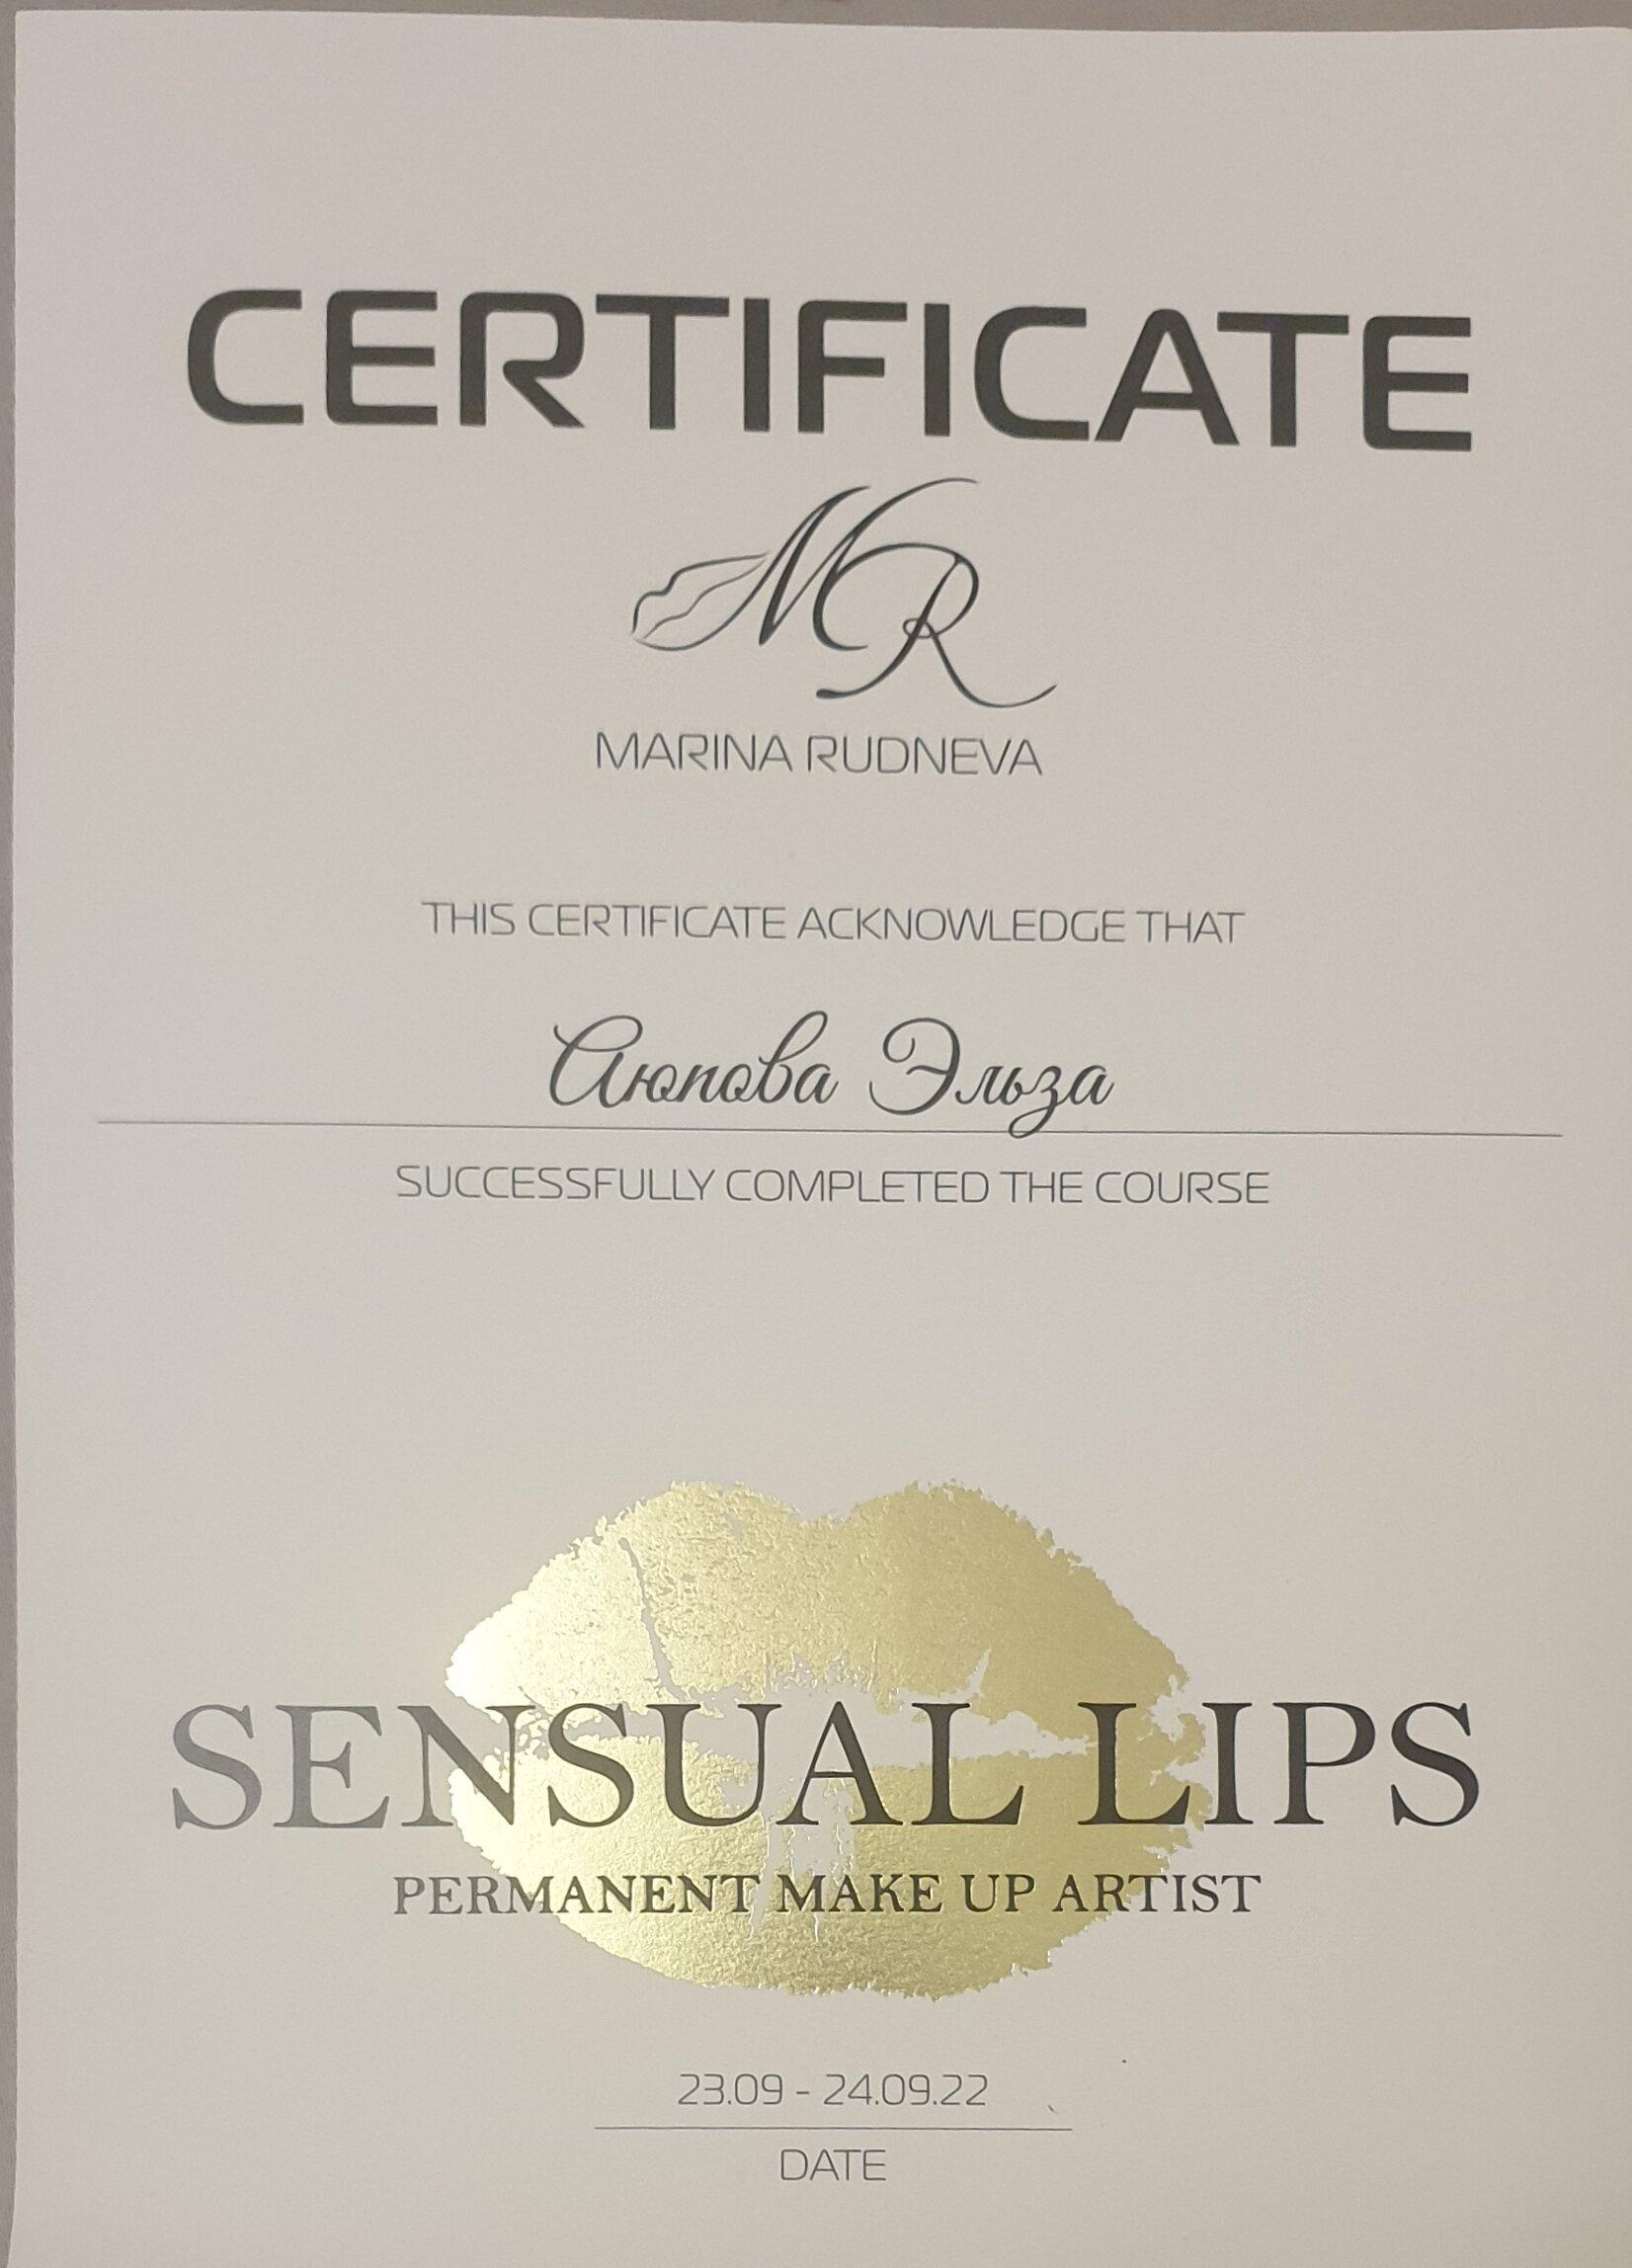 CERTIFICATE
MR
MARINA RUDNEVA
THIS CERTIFICATE ACKNOWLEDGE THAT
Аюпова Эльза
SUCCESSFULLY COMPLETED THE COURSE
SENSUAL LIPS
PERMANENT MAKE UP ARTIST
23.09 - 24.09.22
DATE